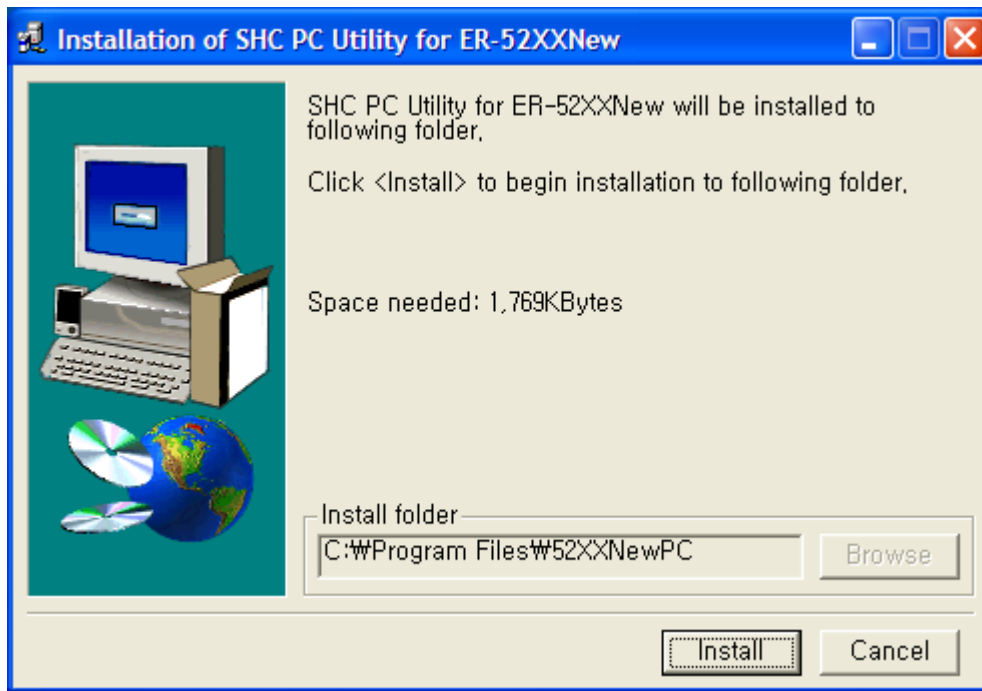 Installation of SHC PC Utility for ER-52XXNew
SHC PC Utility for ER-52XXNew will be installed to
following folder,
Click <Install> to begin installation to following folder,
Space needed: 1,769KBytes
Install folder
C:₩Program Files₩52XXNewPC
Browse
Install
Cancel